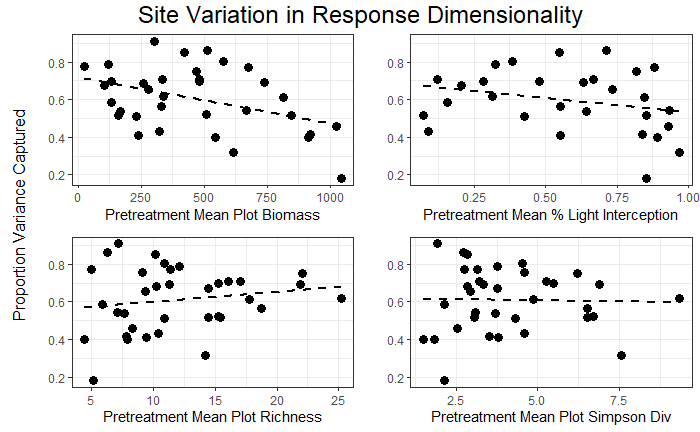 Site Variation in Response Dimensionality
Proportion Variance Captured
0.8
0.6
0.4
0.2
0 250 500 750 1000
Pretreatment Mean Plot Biomass
0.8
0.6
0.4
0.2
0.25 0.50 0.75 1.00
Pretreatment Mean % Light Interception
0.8
0.6
0.4
0.2
5 10 15 20 25
Pretreatment Mean Plot Richness
0.8
0.6
0.4
0.2
2.5 5.0 7.5
Pretreatment Mean Plot Simpson Div